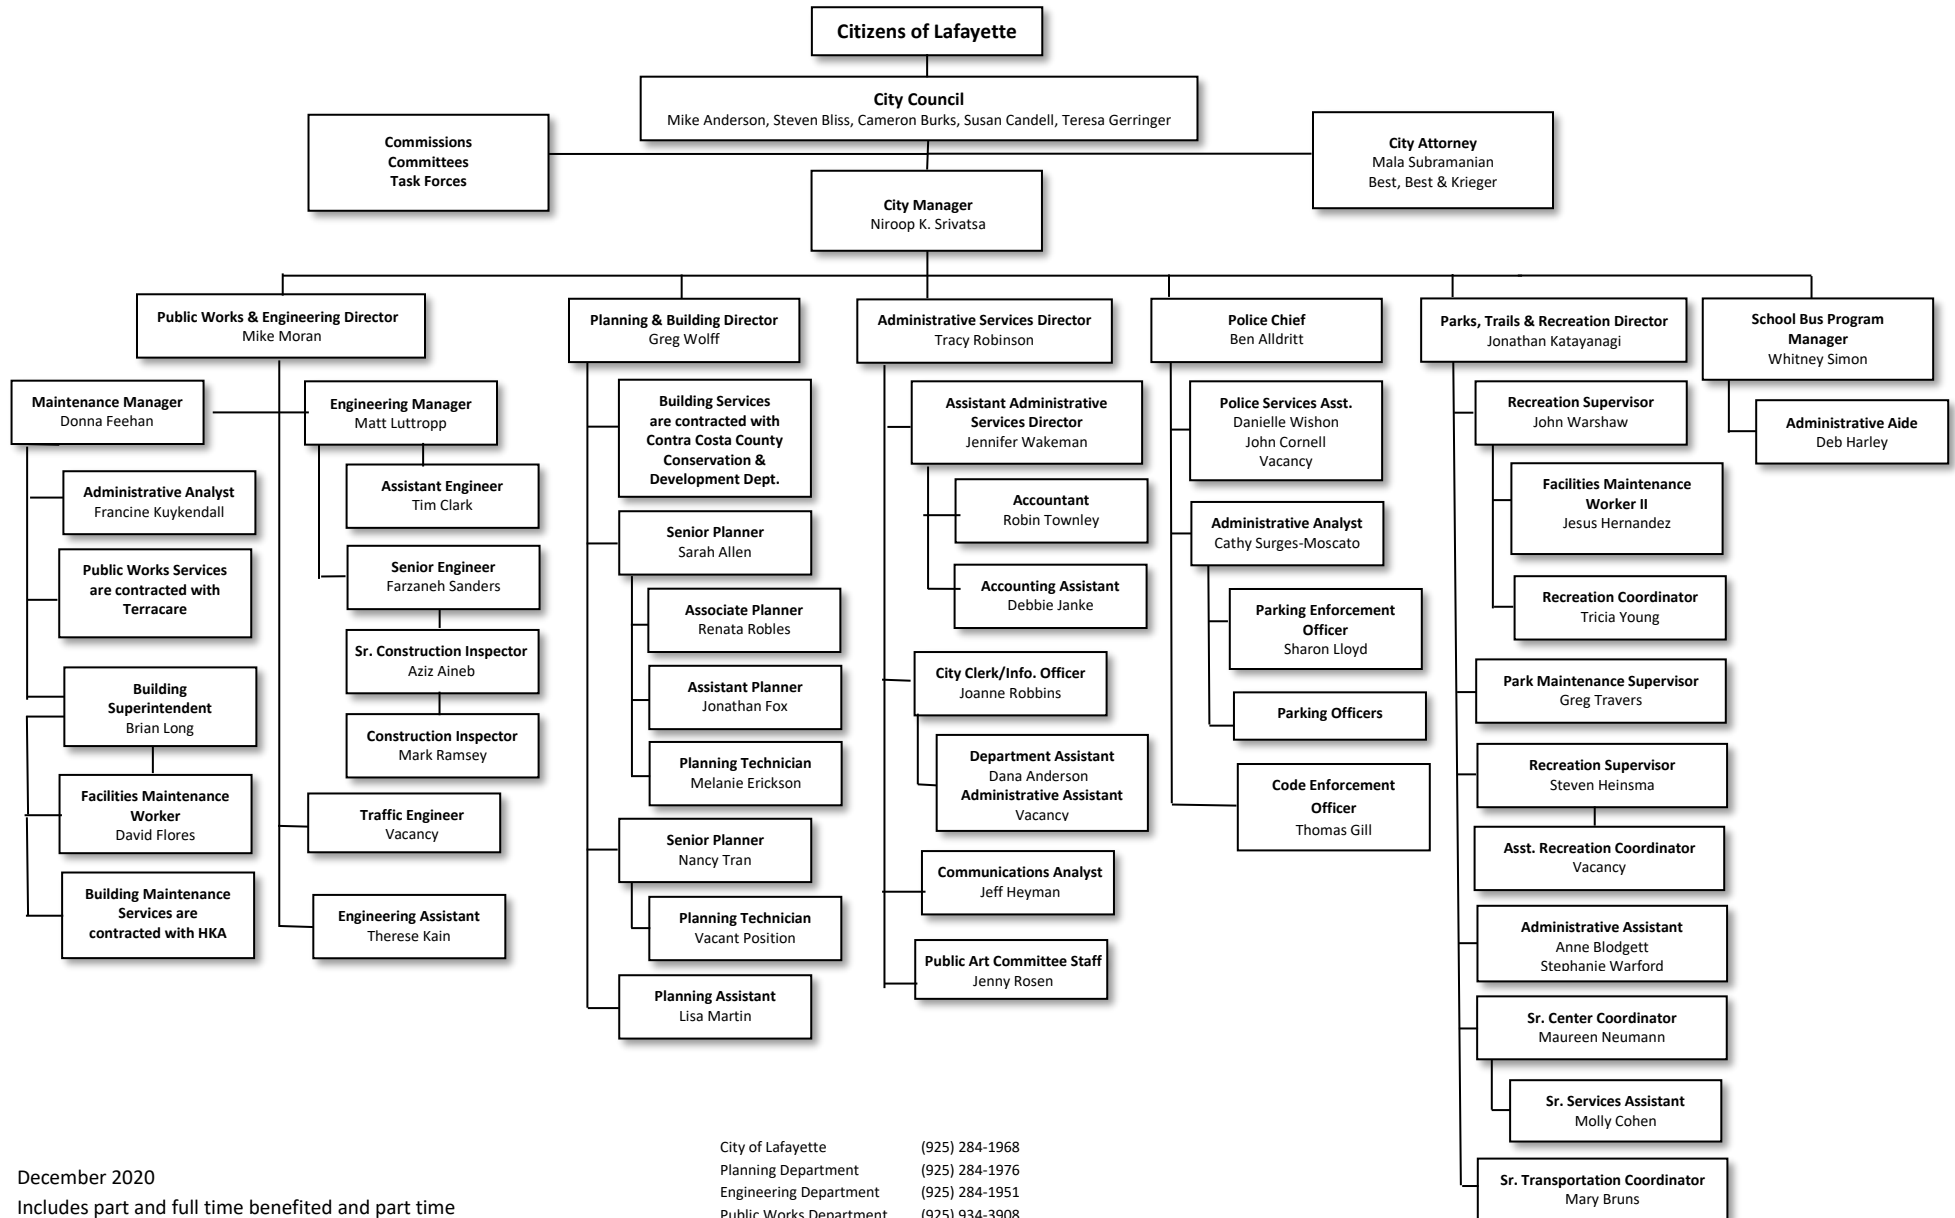 Citizens of Lafayette
City Council
Mike Anderson, Steven Bliss, Cameron Burks, Susan Candell, Teresa Gerringer
Commissions
Committees
Task Forces
City Attorney
Mala Subramanian
Best, Best & Krieger
City Manager
Niroop K. Srivatsa
Public Works & Engineering Director
Mike Moran
Maintenance Manager
Donna Feehan
Administrative Analyst
Francine Kuykendall
Public Works Services
are contracted with
Terracare
Building
Superintendent
Brian Long
Facilities Maintenance
Worker
David Flores
Building Maintenance
Services are
contracted with HKA
Engineering Manager
Matt Luttropp
Assistant Engineer
Tim Clark
Senior Engineer
Farzaneh Sanders
Sr. Construction Inspector
Aziz Aineb
Construction Inspector
Mark Ramsey
Traffic Engineer
Vacancy
Engineering Assistant
Therese Kain
Planning & Building Director
Greg Wolff
Building Services
are contracted with
Contra Costa County
Conservation &
Development Dept.
Senior Planner
Sarah Allen
Associate Planner
Renata Robles
Assistant Planner
Jonathan Fox
Planning Technician
Melanie Erickson
Senior Planner
Nancy Tran
Planning Technician
Vacant Position
Planning Assistant
Lisa Martin
Administrative Services Director
Tracy Robinson
Assistant Administrative
Services Director
Jennifer Wakeman
Accountant
Robin Townley
Accounting Assistant
Debbie Janke
City Clerk/Info. Officer
Joanne Robbins
Department Assistant
Dana Anderson
Administrative Assistant
Vacancy
Communications Analyst
Jeff Heyman
Public Art Committee Staff
Jenny Rosen
Police Chief
Ben Alldritt
Police Services Asst.
Danielle Wishon
John Cornell
Vacancy
Administrative Analyst
Cathy Surges-Moscato
Parking Enforcement
Officer
Sharon Lloyd
Parking Officers
Code Enforcement
Officer
Thomas Gill
Parks, Trails & Recreation Director
Jonathan Katayanagi
Recreation Supervisor
John Warshaw
Facilities Maintenance
Worker II
Jesus Hernandez
Recreation Coordinator
Tricia Young
Park Maintenance Supervisor
Greg Travers
Recreation Supervisor
Steven Heinsma
Asst. Recreation Coordinator
Vacancy
Administrative Assistant
Anne Blodgett
Stephanie Warford
Sr. Center Coordinator
Maureen Neumann
Sr. Services Assistant
Molly Cohen
Sr. Transportation Coordinator
Mary Bruns
School Bus Program
Manager
Whitney Simon
Administrative Aide
Deb Harley
December 2020
Includes part and full time benefited and part time
City of Lafayette (925) 284-1968
Planning Department (925) 284-1976
Engineering Department (925) 284-1951
Public Works Department (925) 934-3908